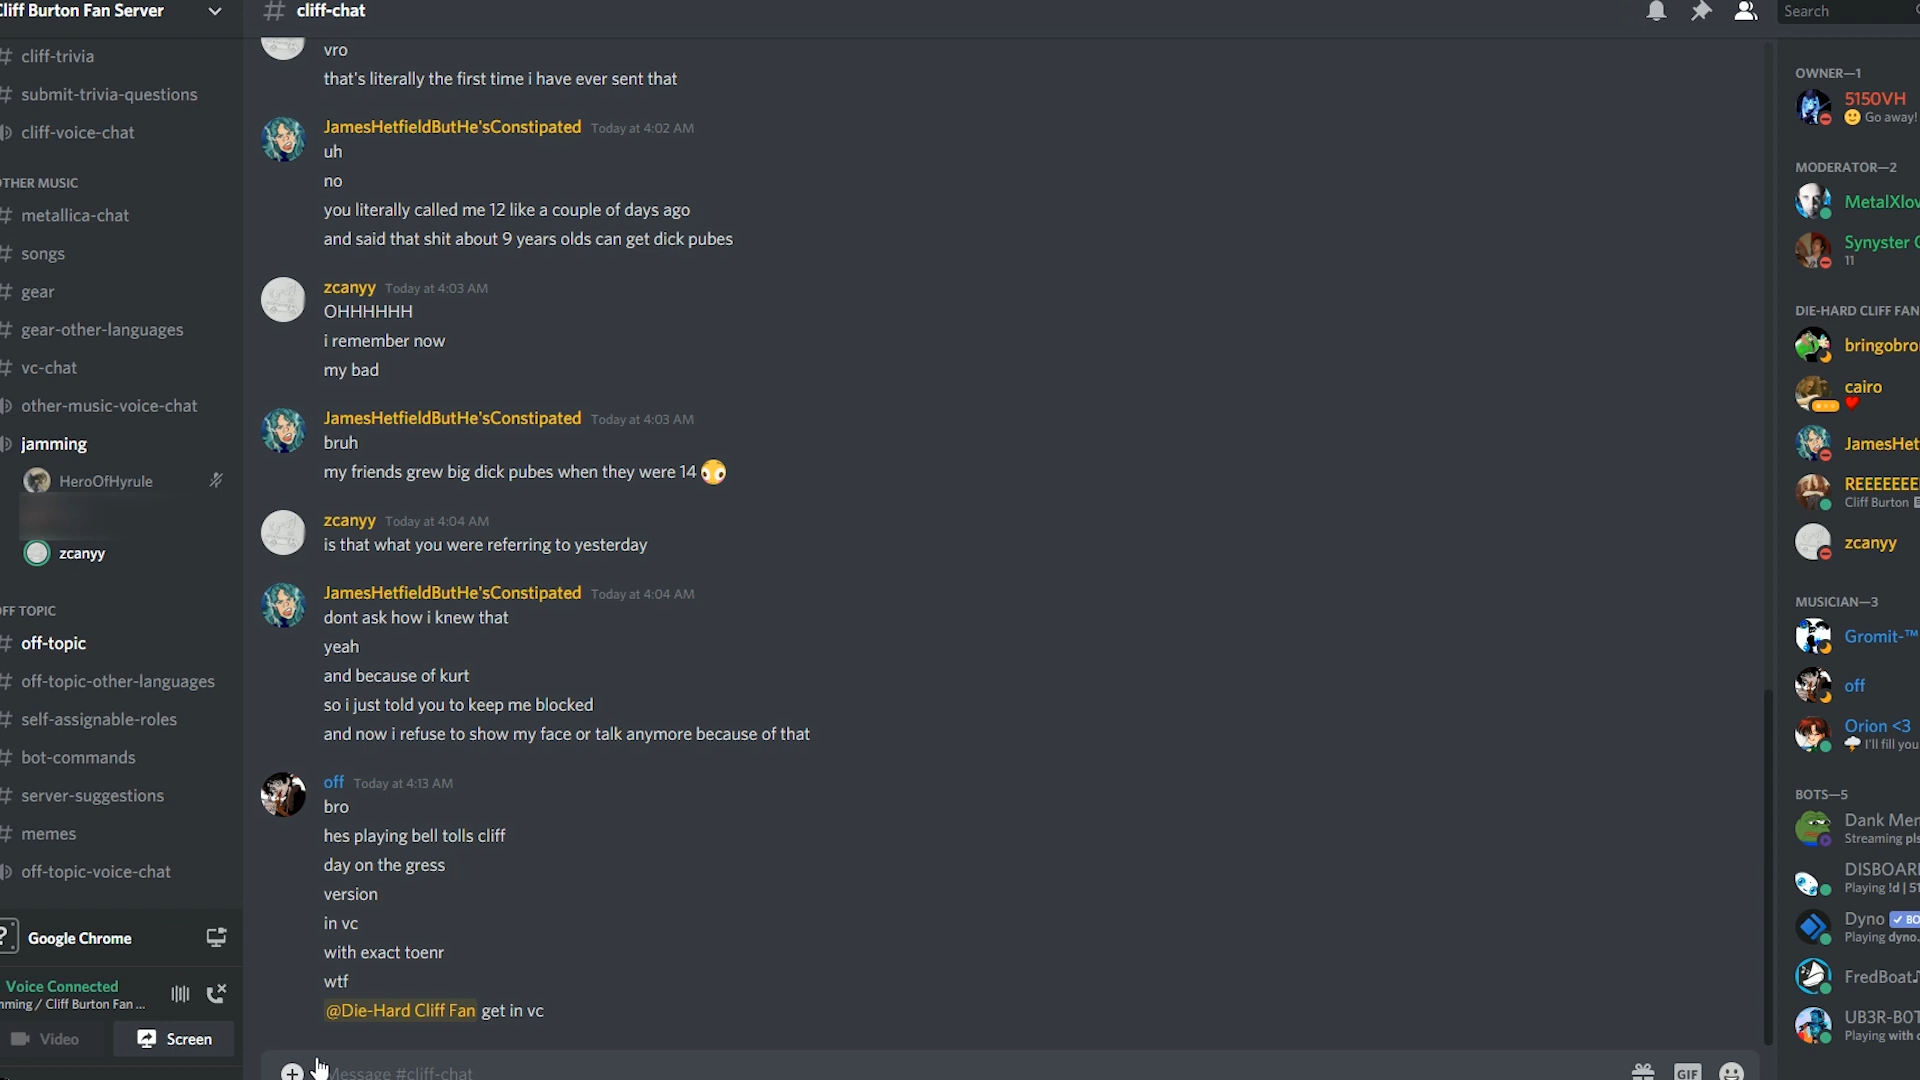 Cliff Burton Fan Server
cliff-trivia
submit-trivia-questions
cliff-voice-chat
OTHER MUSIC
metallica-chat
songs
gear
gear-other-languages
vc-chat
other-music-voice-chat
jamming
HeroOfHyrule
zcanyy
OFF TOPIC
off-topic
off-topic-other-languages
self-assignable-roles
bot-commands
server-suggestions
memes
off-topic-voice-chat
Google Chrome
Voice Connected
mming / Cliff Burton Fan ...
Video
Screen
# cliff-chat
Search
vro
that's literally the first time i have ever sent that
JamesHetfieldButHe'sConstipated Today at 4:02 AM
uh
no
you literally called me 12 like a couple of days ago
and said that shit about 9 years olds can get dick pubes
zcanyy Today at 4:03 AM
OHHHHHH
i remember now
my bad
JamesHetfieldButHe'sConstipated Today at 4:03 AM
bruh
my friends grew big dick pubes when they were 14 😳
zcanyy Today at 4:04 AM
is that what you were referring to yesterday
JamesHetfieldButHe'sConstipated Today at 4:04 AM
dont ask how i knew that
yeah
and because of kurt
so i just told you to keep me blocked
and now i refuse to show my face or talk anymore because of that
off Today at 4:13 AM
bro
hes playing bell tolls cliff
day on the gress
version
in vc
with exact toenr
wtf
@Die-Hard Cliff Fan get in vc
Message #cliff-chat
GIF
OWNER—1
5150VH
Go away!
MODERATOR—2
MetalXlov
Synyster
11
DIE-HARD CLIFF FAN
bringobro
cairo
JamesHet
REEEEEEE
Cliff Burton
zcanyy
MUSICIAN—3
Gromit-™
off
Orion <3
I'll fill you
BOTS—5
Dank Mem
Streaming pls
DISBOARD
Playing !d | 51
Dyno ✓ BO
Playing dyno.
FredBoat♪
UB3R-B0T
Playing with